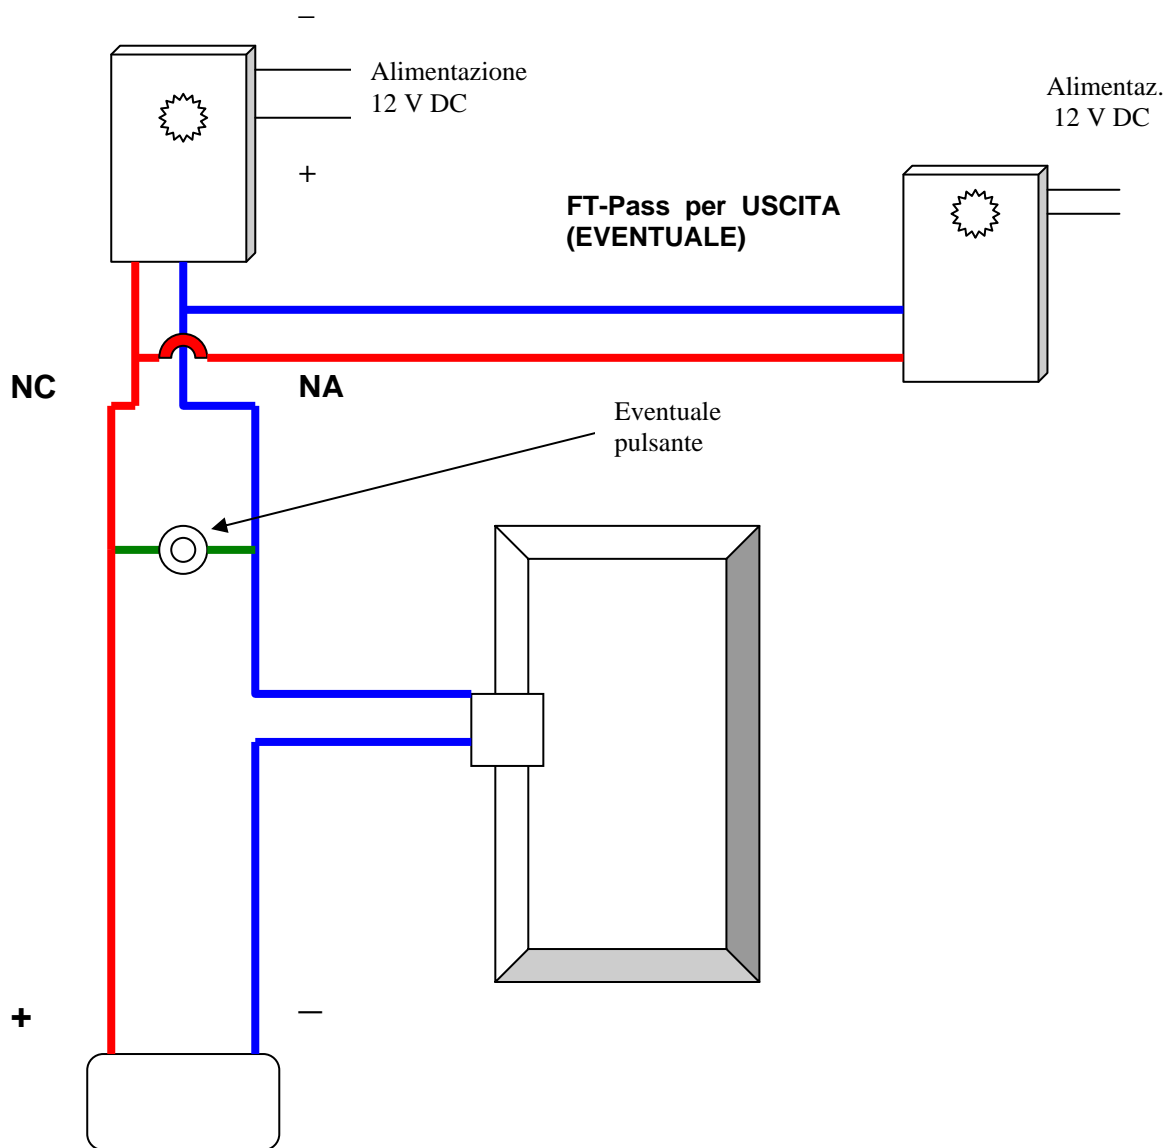 –
Alimentazione
12 V DC
Alimentaz.
12 V DC
+
FT-Pass per USCITA
(EVENTUALE)
NC
NA
Eventuale
pulsante
+
–